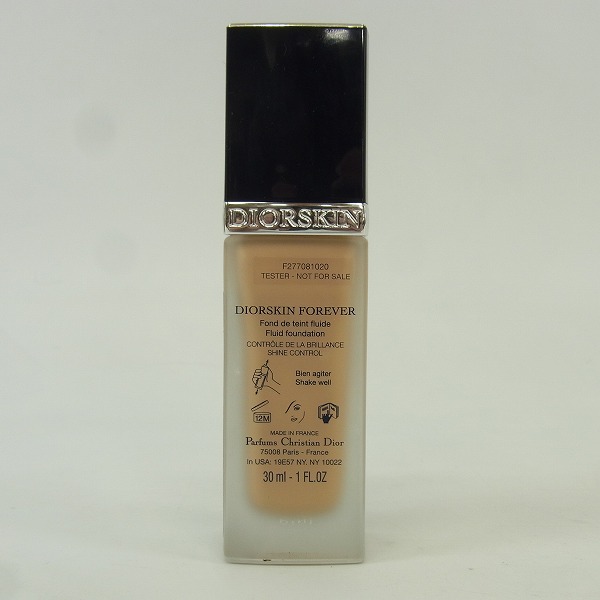 DIORSKIN
F277081020
TESTER - NOT FOR SALE
DIORSKIN FOREVER
Fond de teint fluide
Fluid foundation
CONTRÔLE DE LA BRILLANCE
SHINE CONTROL
Bien agiter
Shake well
12M
MADE IN FRANCE
Parfums Christian Dior
75008 Paris - France
In USA: 19E57 NY, NY 10022
30 ml - 1 FL.OZ